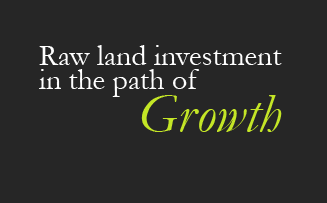 Raw land investment
in the path of
Growth